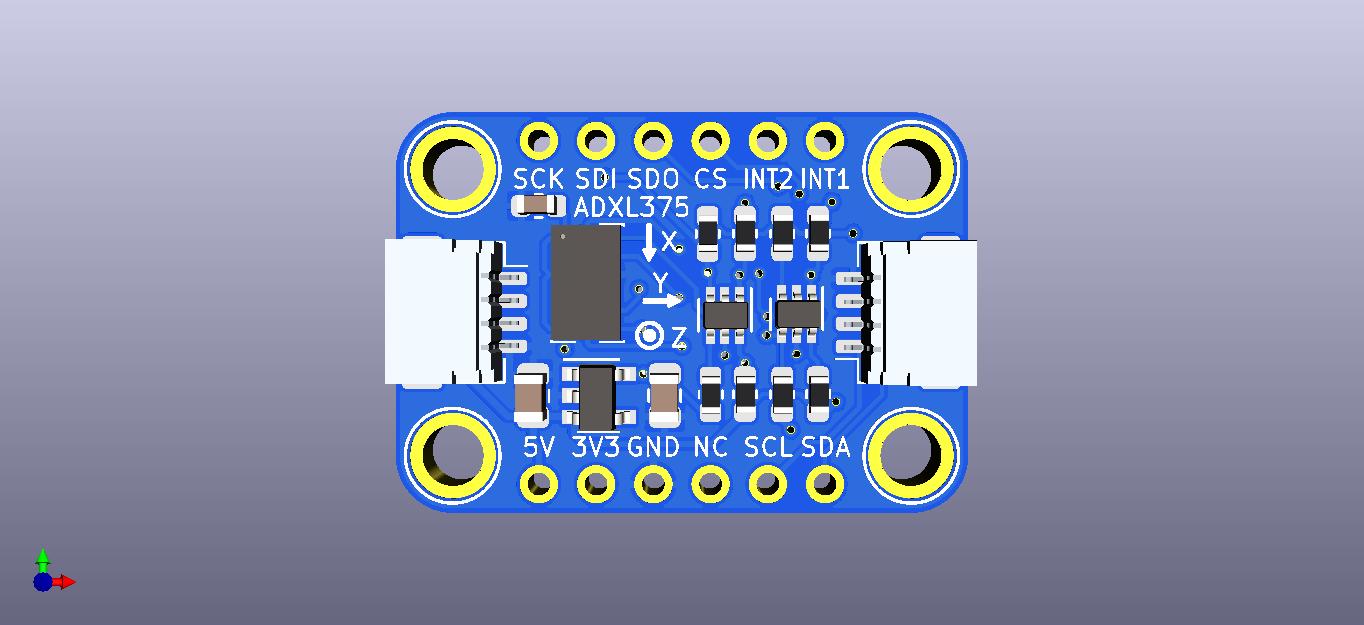 SCK SDI SDO CS INT2 INT1
ADXL375
X
Y
Z
5V 3V3 GND NC SCL SDA